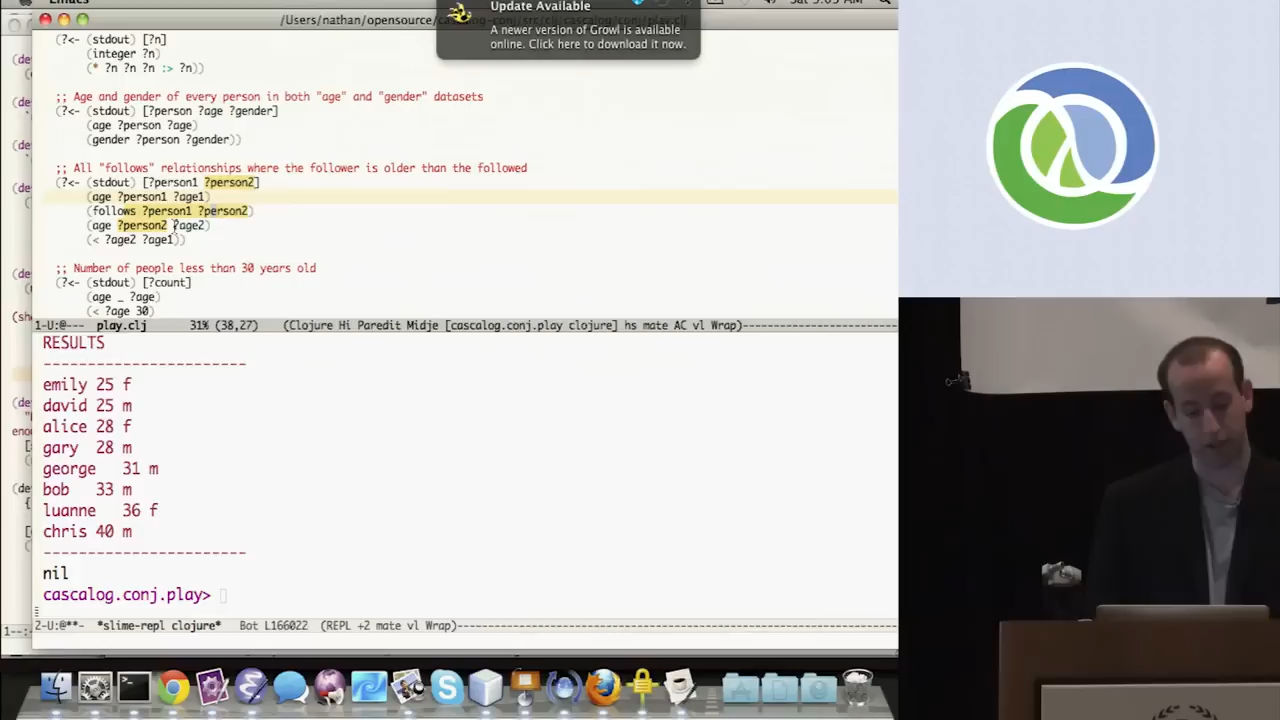 Emacs
/Users/nathan/opensource/
play.clj
Update Available
A newer version of Growl is available
online. Click here to download it now.
(?<- (stdout) [?n]
(integer ?n)
(* ?n ?n ?n :> ?n))
;; Age and gender of every person in both "age" and "gender" datasets
(?<- (stdout) [?person ?age ?gender]
(age ?person ?age)
(gender ?person ?gender))
;; All "follows" relationships where the follower is older than the followed
(?<- (stdout) [?person1 ?person2]
(age ?person1 ?age1)
(follows ?person1 ?person2)
(age ?person2 ?age2)
(< ?age2 ?age1))
;; Number of people less than 30 years old
(?<- (stdout) [?count]
(age _ ?age)
(< ?age 30)
1-U:@--- play.clj 31% (38,27) (Clojure Hi Paredit Midje [cascalog.conj.play clojure] hs mate AC vl Wrap)
RESULTS
emily 25 f
david 25 m
alice 28 f
gary 28 m
george 31 m
bob 33 m
luanne 36 f
chris 40 m
nil
cascalog.conj.play>
2-U:@**- *slime-repl clojure* Bot L166022 (REPL +2 mate vl Wrap)